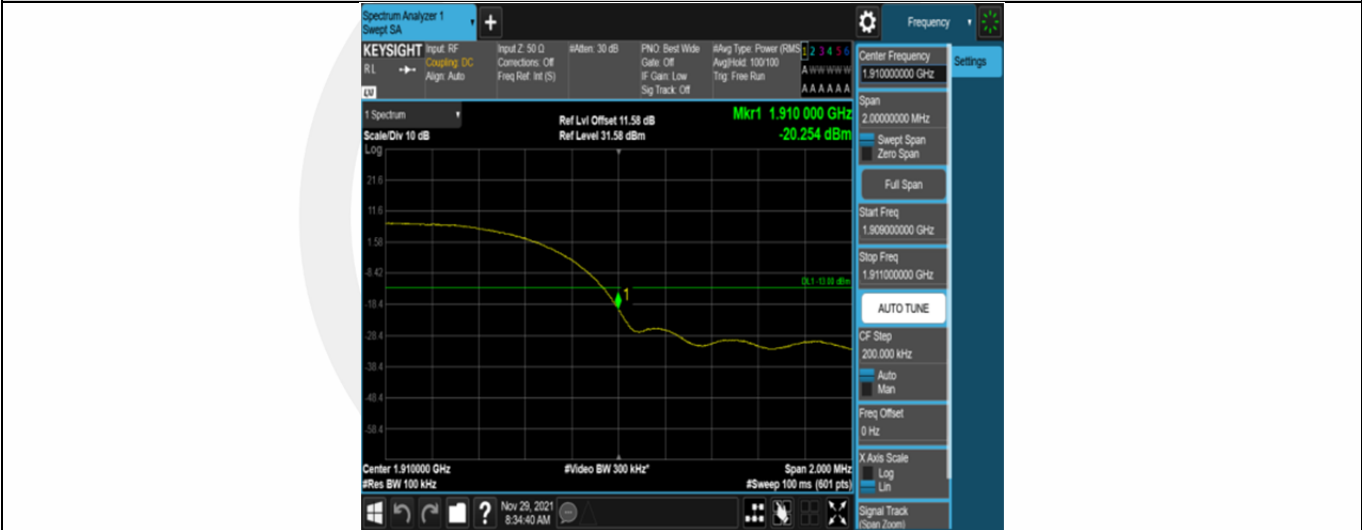 Spectrum Analyzer 1
Swept SA
+
Frequency
KEYSIGHT
RL
LV
Input: RF
Coupling: DC
Align: Auto
Input Z: 50 Ω
Corrections: Off
Freq Ref: Int (S)
#Atten: 30 dB
PNO: Best Wide
Gate: Off
IF Gain: Low
Sig Track: Off
#Avg Type: Power (RMS
Avg|Hold: 100/100
Trig: Free Run
1 2 3 4 5 6
A W W W W W
A A A A A A
1 Spectrum
Scale/Div 10 dB
Log
Ref Lvl Offset 11.58 dB
Ref Level 31.58 dBm
Mkr1 1.910 000 GHz
-20.254 dBm
21.6
11.6
1.58
-8.42
-18.4
-28.4
-38.4
-48.4
-58.4
DL1 -13.00 dBm
1
Center 1.910000 GHz
#Res BW 100 kHz
#Video BW 300 kHz*
Span 2.000 MHz
#Sweep 100 ms (601 pts)
?
Nov 29, 2021
8:34:40 AM
Center Frequency
1.910000000 GHz
Span
2.00000000 MHz
Swept Span
Zero Span
Full Span
Start Freq
1.909000000 GHz
Stop Freq
1.911000000 GHz
AUTO TUNE
CF Step
200.000 kHz
Auto
Man
Freq Offset
0 Hz
X Axis Scale
Log
Lin
Signal Track
(Span Zoom)
Settings